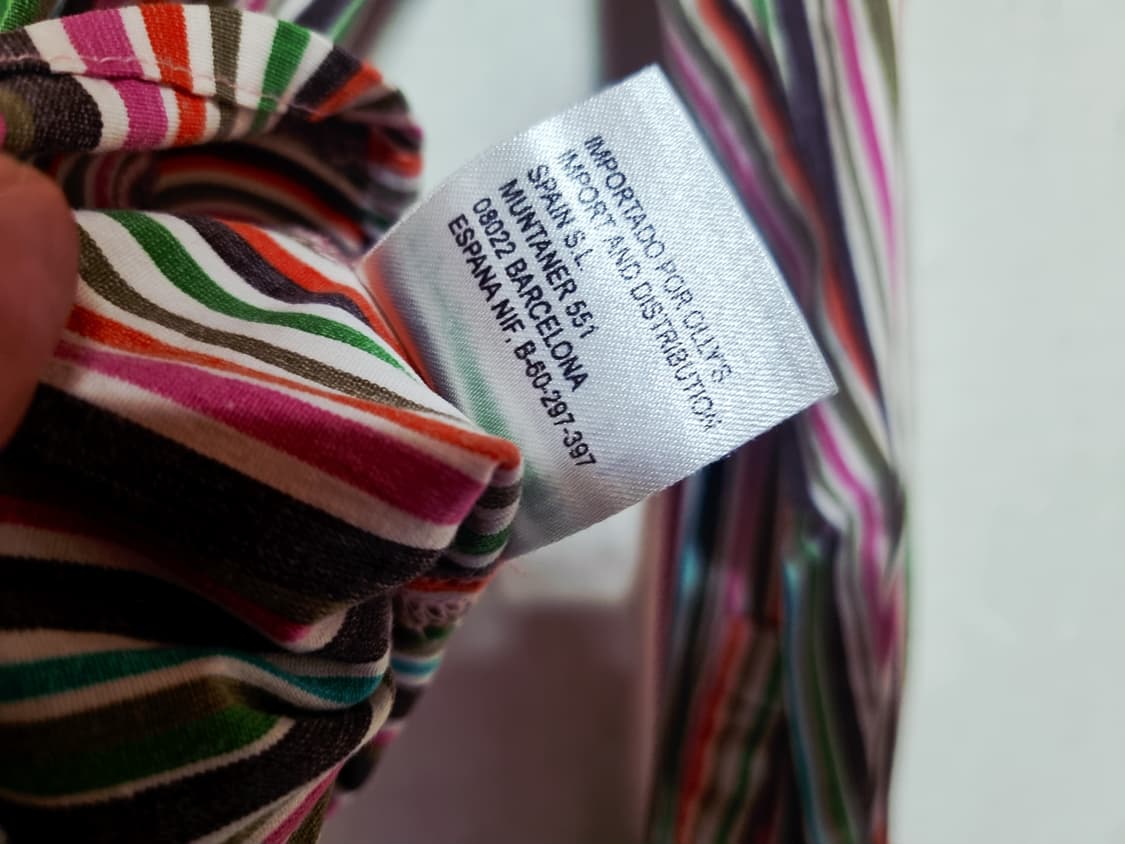 IMPORTADO POR OLLY'S
IMPORT AND DISTRIBUTION
SPAIN S.L.
MUNTANER 551
08022 BARCELONA
ESPANA NIF. B-60-297-397